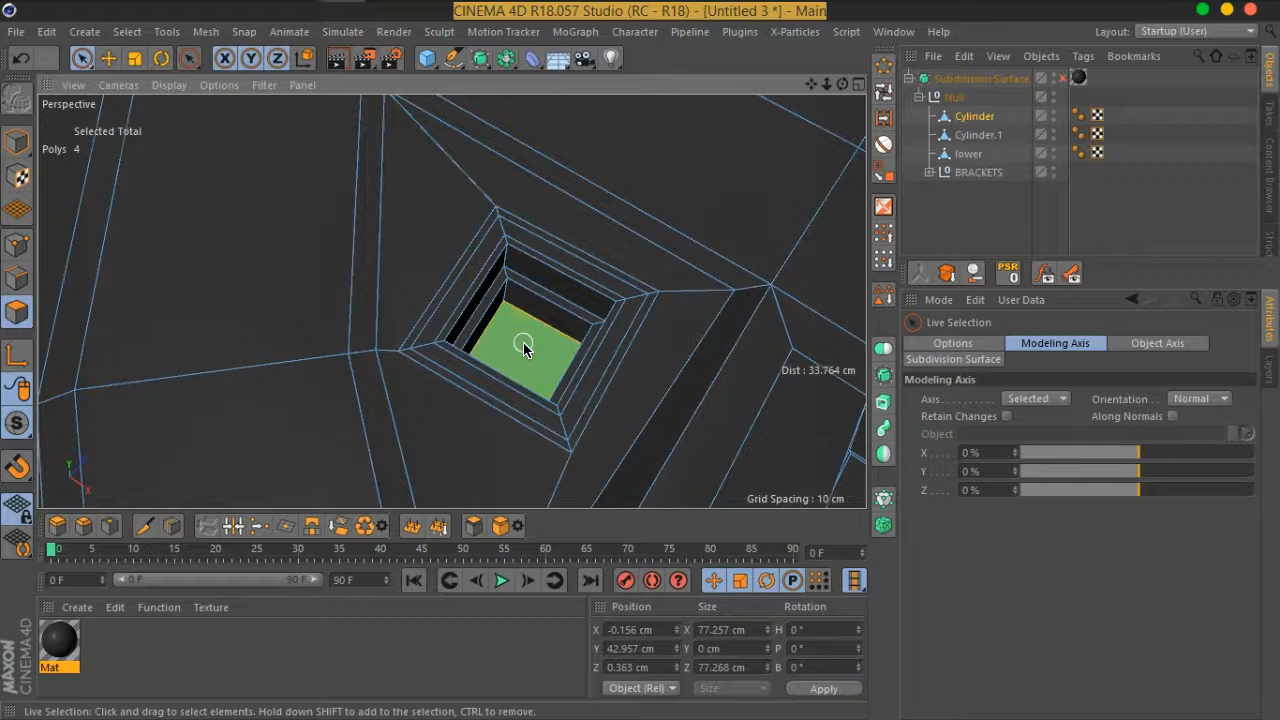 CINEMA 4D R18.057 Studio (RC - R18) - [Untitled 3 *] - Main
File Edit Create Select Tools Mesh Snap Animate Simulate Render Sculpt Motion Tracker MoGraph Character Pipeline Plugins X-Particles Script Window Help Layout: Startup (User)
X Y Z
File Edit View Objects Tags Bookmarks
View Cameras Display Options Filter Panel
Subdivision Surface
Null
Cylinder
Cylinder.1
lower
BRACKETS
Perspective
Selected Total
Polys 4
Dist : 33.764 cm
Grid Spacing : 10 cm
Y
X
PSR
0
Mode Edit User Data
Live Selection
Options Modeling Axis Object Axis
Subdivision Surface
Modeling Axis
Axis Selected Orientation Normal
Retain Changes Along Normals
Object
X 0 %
Y 0 %
Z 0 %
Objects
Takes
Content Browser
Attributes
Layers
0 5 10 15 20 25 30 35 40 45 50 55 60 65 70 75 80 85 90 0 F
0 F 0 F 90 F 90 F
Create Edit Function Texture
Mat
MAXON
CINEMA 4D
Position Size Rotation
X -0.156 cm X 77.257 cm H 0 °
Y 42.957 cm Y 0 cm P 0 °
Z 0.363 cm Z 77.268 cm B 0 °
Object (Rel) Size Apply
Live Selection: Click and drag to select elements. Hold down SHIFT to add to the selection, CTRL to remove.